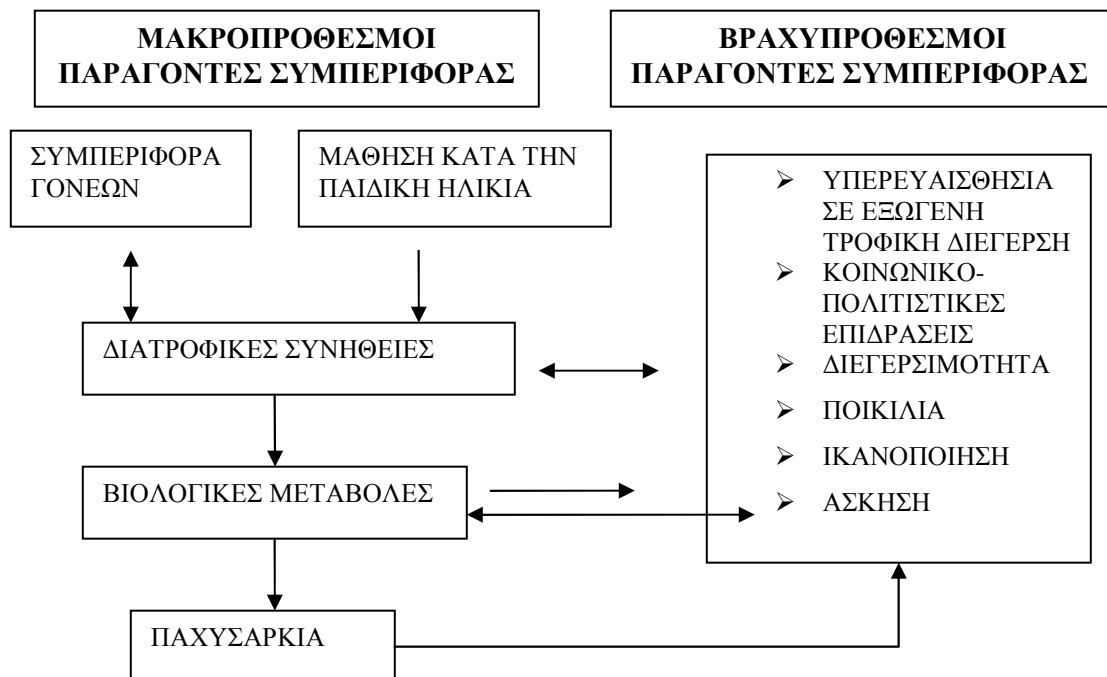 ΜΑΚΡΟΠΡΟΘΕΣΜΟΙ
ΠΑΡΑΓΟΝΤΕΣ ΣΥΜΠΕΡΙΦΟΡΑΣ
ΒΡΑΧΥΠΡΟΘΕΣΜΟΙ
ΠΑΡΑΓΟΝΤΕΣ ΣΥΜΠΕΡΙΦΟΡΑΣ
ΣΥΜΠΕΡΙΦΟΡΑ
ΓΟΝΕΩΝ
ΜΑΘΗΣΗ ΚΑΤΑ ΤΗΝ
ΠΑΙΔΙΚΗ ΗΛΙΚΙΑ
ΔΙΑΤΡΟΦΙΚΕΣ ΣΥΝΗΘΕΙΕΣ
ΒΙΟΛΟΓΙΚΕΣ ΜΕΤΑΒΟΛΕΣ
ΠΑΧΥΣΑΡΚΙΑ
➢ ΥΠΕΡΕΥΑΙΣΘΗΣΙΑ
ΣΕ ΕΞΩΓΕΝΗ
ΤΡΟΦΙΚΗ ΔΙΕΓΕΡΣΗ
➢ ΚΟΙΝΩΝΙΚΟ-
ΠΟΛΙΤΙΣΤΙΚΕΣ
ΕΠΙΔΡΑΣΕΙΣ
➢ ΔΙΕΓΕΡΣΙΜΟΤΗΤΑ
➢ ΠΟΙΚΙΛΙΑ
➢ ΙΚΑΝΟΠΟΙΗΣΗ
➢ ΑΣΚΗΣΗ